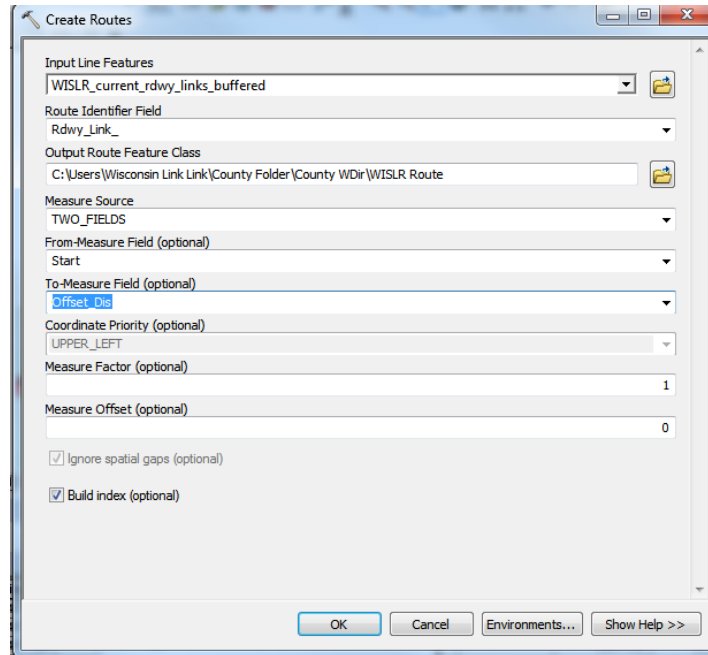 Create Routes
Input Line Features
WISLR_current_rdwy_links_buffered
Route Identifier Field
Rdwy_Link_
Output Route Feature Class
C:\Users\Wisconsin Link Link\County Folder\County WDir\WISLR Route
Measure Source
TWO_FIELDS
From-Measure Field (optional)
Start
To-Measure Field (optional)
Offset_Dis
Coordinate Priority (optional)
UPPER_LEFT
Measure Factor (optional)
1
Measure Offset (optional)
0
Ignore spatial gaps (optional)
Build index (optional)
OK Cancel Environments... Show Help >>